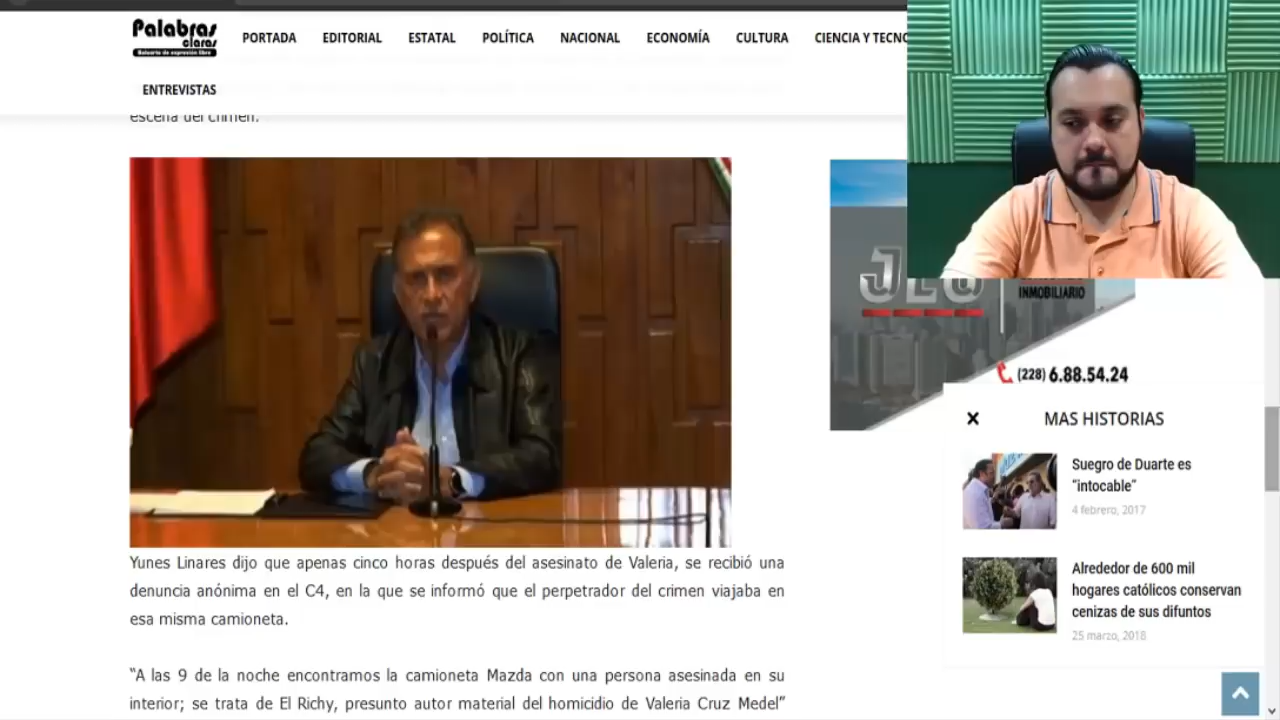 Palabras
claras
PORTADA EDITORIAL ESTATAL POLÍTICA NACIONAL ECONOMÍA CULTURA CIENCIA Y TECNO
ENTREVISTAS
escena del crimen.
INMOBILIARIO
(228) 6.88.54.24
Yunes Linares dijo que apenas cinco horas después del asesinato de Valeria, se recibió una
denuncia anónima en el C4, en la que se informó que el perpetrador del crimen viajaba en
esa misma camioneta.
“A las 9 de la noche encontramos la camioneta Mazda con una persona asesinada en su
interior; se trata de El Richy, presunto autor material del homicidio de Valeria Cruz Medel”
MAS HISTORIAS
Suegro de Duarte es
“intocable”
4 febrero, 2017
Alrededor de 600 mil
hogares católicos conservan
cenizas de sus difuntos
25 marzo, 2018